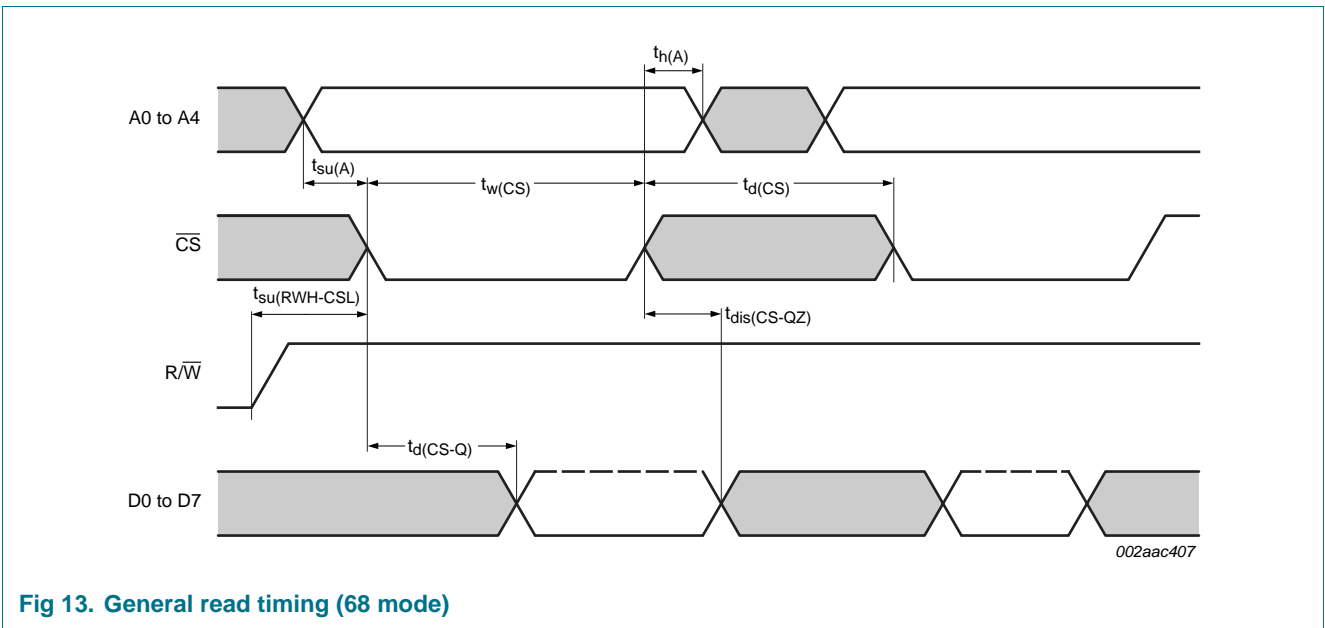 th(A)
A0 to A4
tsu(A)
tw(CS)
td(CS)
CS
tsu(RWH-CSL)
tdis(CS-QZ)
R/W
td(CS-Q)
D0 to D7
002aac407
Fig 13. General read timing (68 mode)